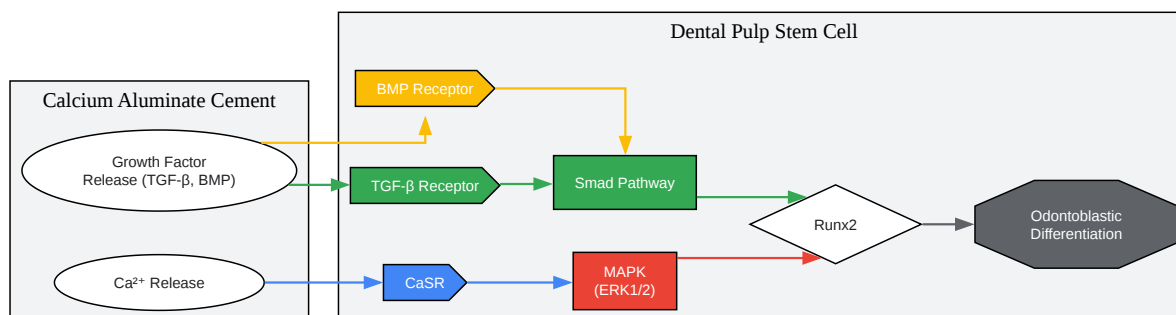 Dental Pulp Stem Cell
Calcium Aluminate Cement
BMP Receptor
Growth Factor
Release (TGF-β, BMP)
TGF-β Receptor
Smad Pathway
Runx2
Odontoblastic
Differentiation
Ca²⁺ Release
CaSR
MAPK
(ERK1/2)